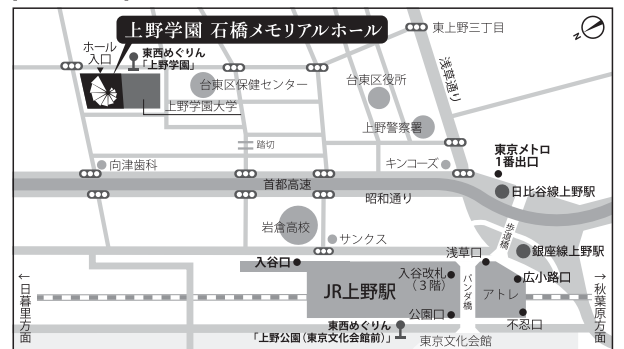 上野学園 石橋メモリアルホール
ホール
入口
東西めぐりん
「上野学園」
東上野三丁目
N
浅草通り
台東区保健センター
台東区役所
上野学園大学
上野警察署
踏切
向津歯科
キンコーズ
東京メトロ
1番出口
首都高速
日比谷線上野駅
昭和通り
岩倉高校
歩道橋
サンクス
銀座線上野駅
入谷口
浅草口
入谷改札
（3階）
パンダ橋
アトレ
広小路口
JR上野駅
←日暮里方面
→秋葉原方面
公園口
不忍口
東西めぐりん
「上野公園（東京文化会館前）」
東京文化会館